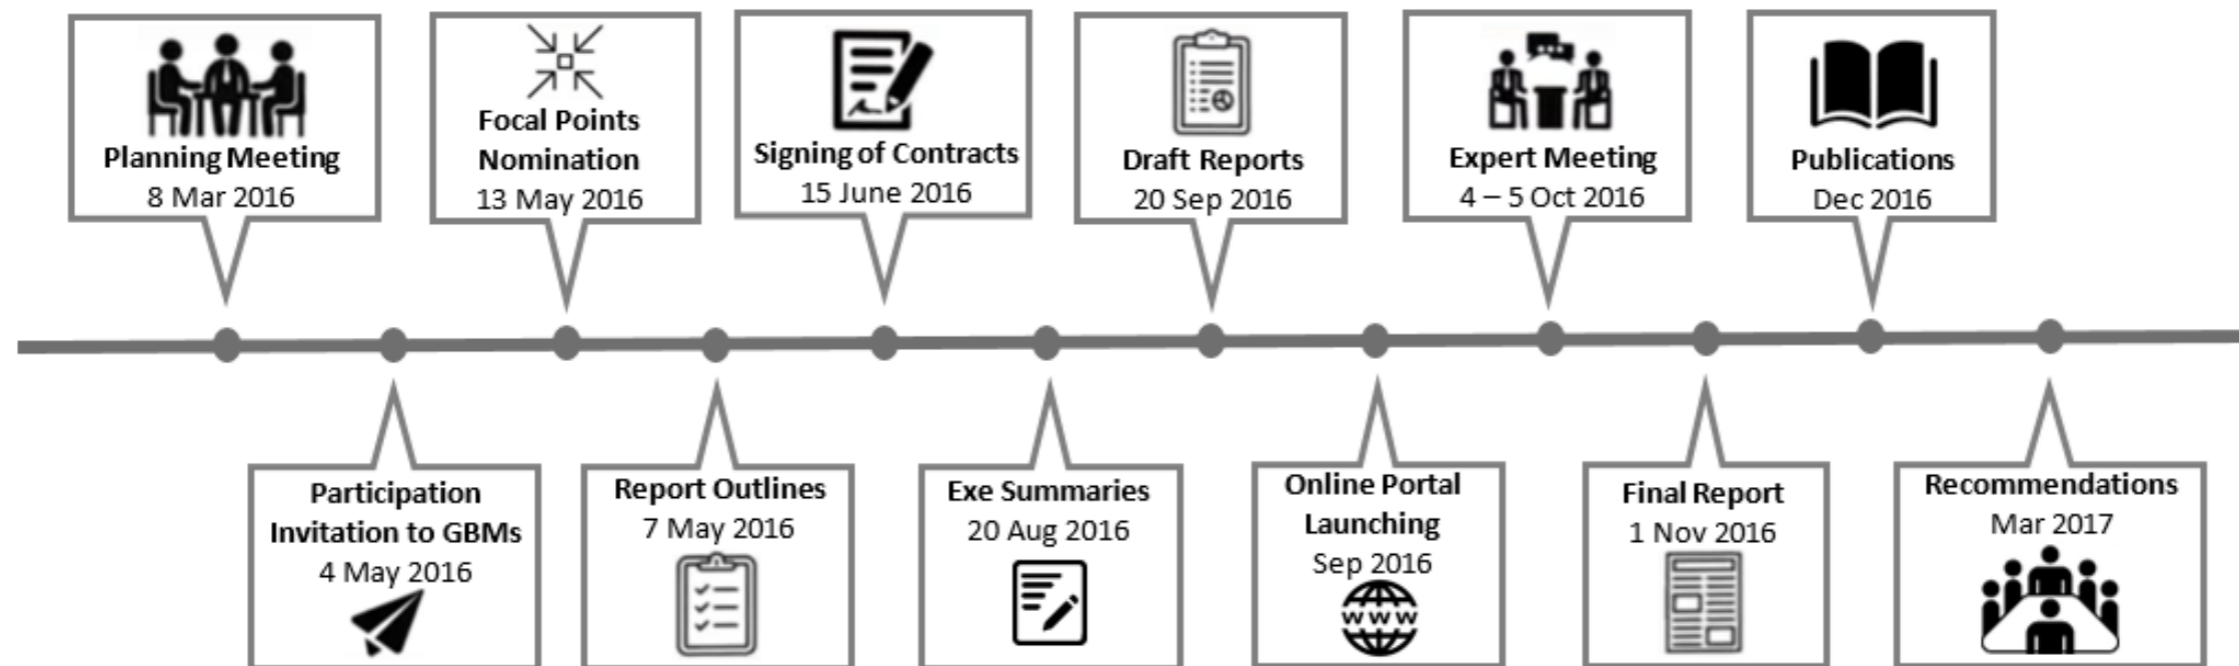 Planning Meeting
8 Mar 2016
Focal Points
Nomination
13 May 2016
Signing of Contracts
15 June 2016
Draft Reports
20 Sep 2016
Expert Meeting
4 – 5 Oct 2016
Publications
Dec 2016
Participation
Invitation to GBMs
4 May 2016
Report Outlines
7 May 2016
Exe Summaries
20 Aug 2016
Online Portal
Launching
Sep 2016
www
Final Report
1 Nov 2016
Recommendations
Mar 2017